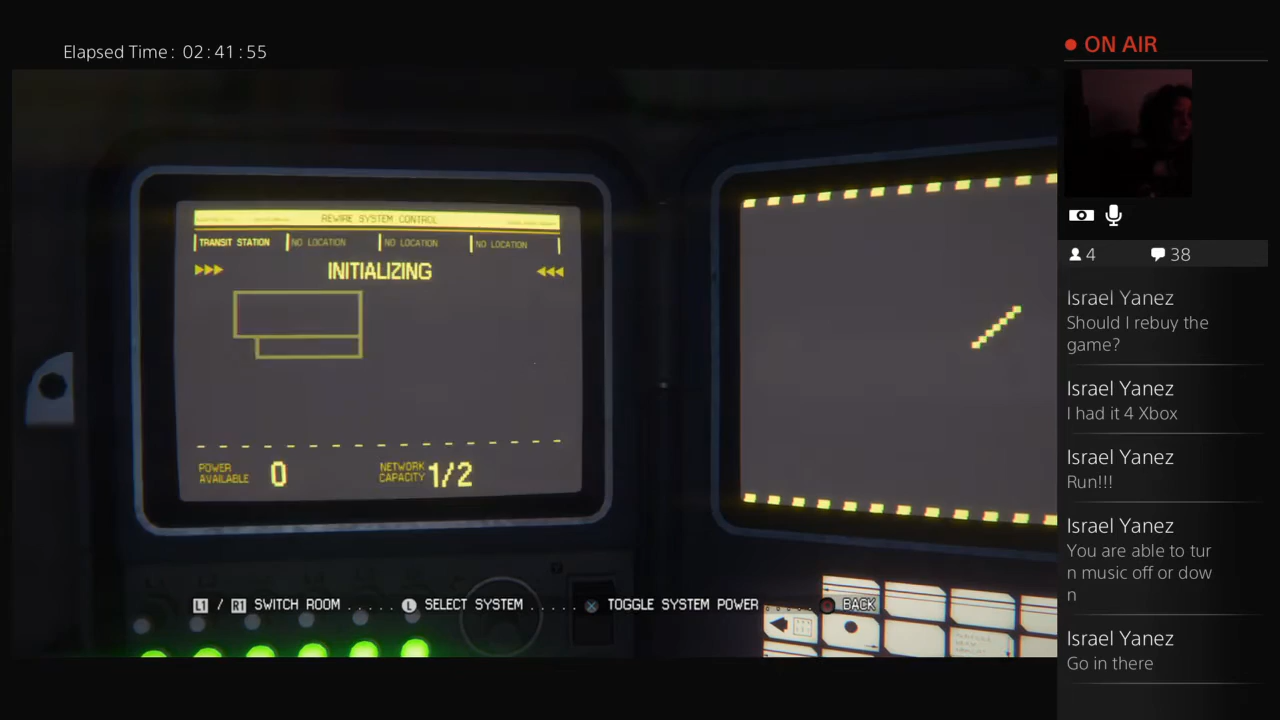 Elapsed Time: 02:41:55
ON AIR
REWIRE SYSTEM CONTROL
TRANSIT STATION
NO LOCATION
NO LOCATION
NO LOCATION
INITIALIZING
POWER
AVAILABLE
0
NETWORK
CAPACITY
1/2
L1 / R1 SWITCH ROOM ..... L SELECT SYSTEM ..... TOGGLE SYSTEM POWER ..... BACK
4
38
Israel Yanez
Should I rebuy the
game?
Israel Yanez
I had it 4 Xbox
Israel Yanez
Run!!!
Israel Yanez
You are able to tur
n music off or dow
n
Israel Yanez
Go in there